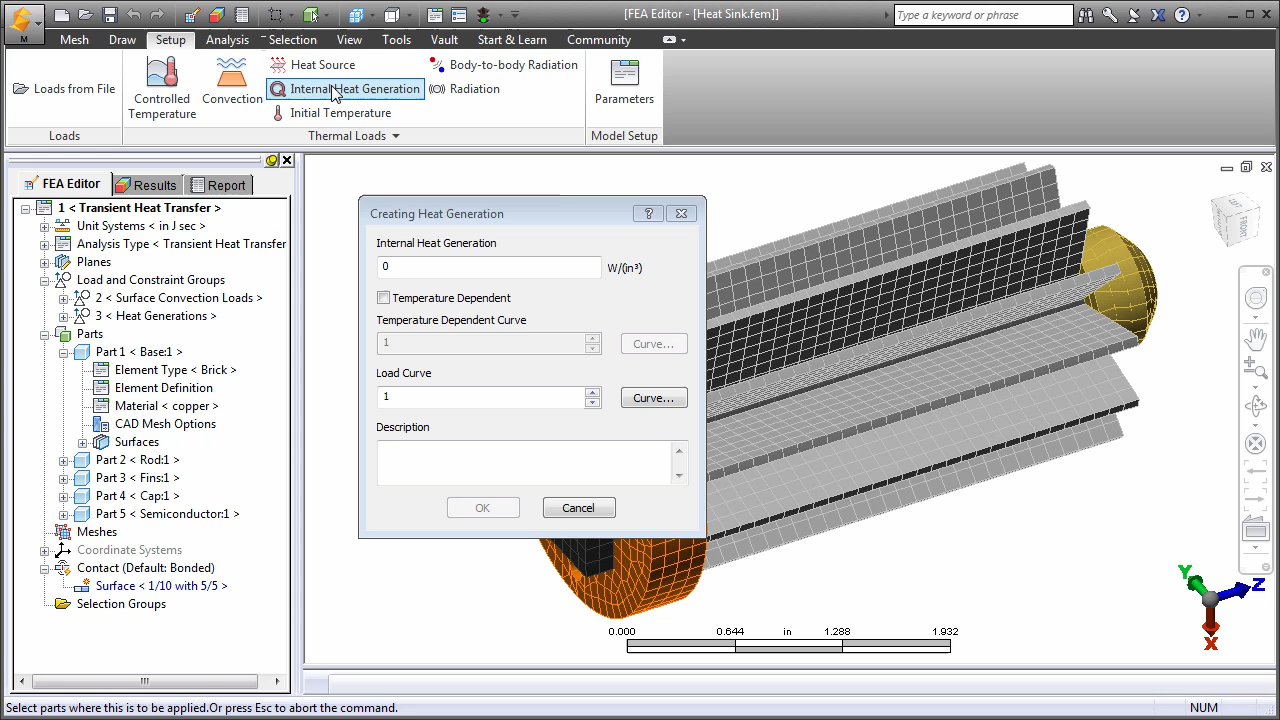 [FEA Editor - [Heat Sink.fem]]
Type a keyword or phrase
M
Mesh Draw Setup Analysis Selection View Tools Vault Start & Learn Community
Loads from File
Loads
Controlled Temperature
Convection
Heat Source
Internal Heat Generation
Initial Temperature
Body-to-body Radiation
Radiation
Thermal Loads
Parameters
Model Setup
FEA Editor Results Report
1 < Transient Heat Transfer >
Unit Systems < in J sec >
Analysis Type < Transient Heat Transfer
Planes
Load and Constraint Groups
2 < Surface Convection Loads >
3 < Heat Generations >
Parts
Part 1 < Base:1 >
Element Type < Brick >
Element Definition
Material < copper >
CAD Mesh Options
Surfaces
Part 2 < Rod:1 >
Part 3 < Fins:1 >
Part 4 < Cap:1 >
Part 5 < Semiconductor:1 >
Meshes
Coordinate Systems
Contact (Default: Bonded)
Surface < 1/10 with 5/5 >
Selection Groups
Creating Heat Generation
Internal Heat Generation
0 W/(in³)
Temperature Dependent
Temperature Dependent Curve
1 Curve...
Load Curve
1 Curve...
Description
OK Cancel
FRONT
0.000 0.644 in 1.288 1.932
Y
Z
X
Select parts where this is to be applied.Or press Esc to abort the command.
NUM